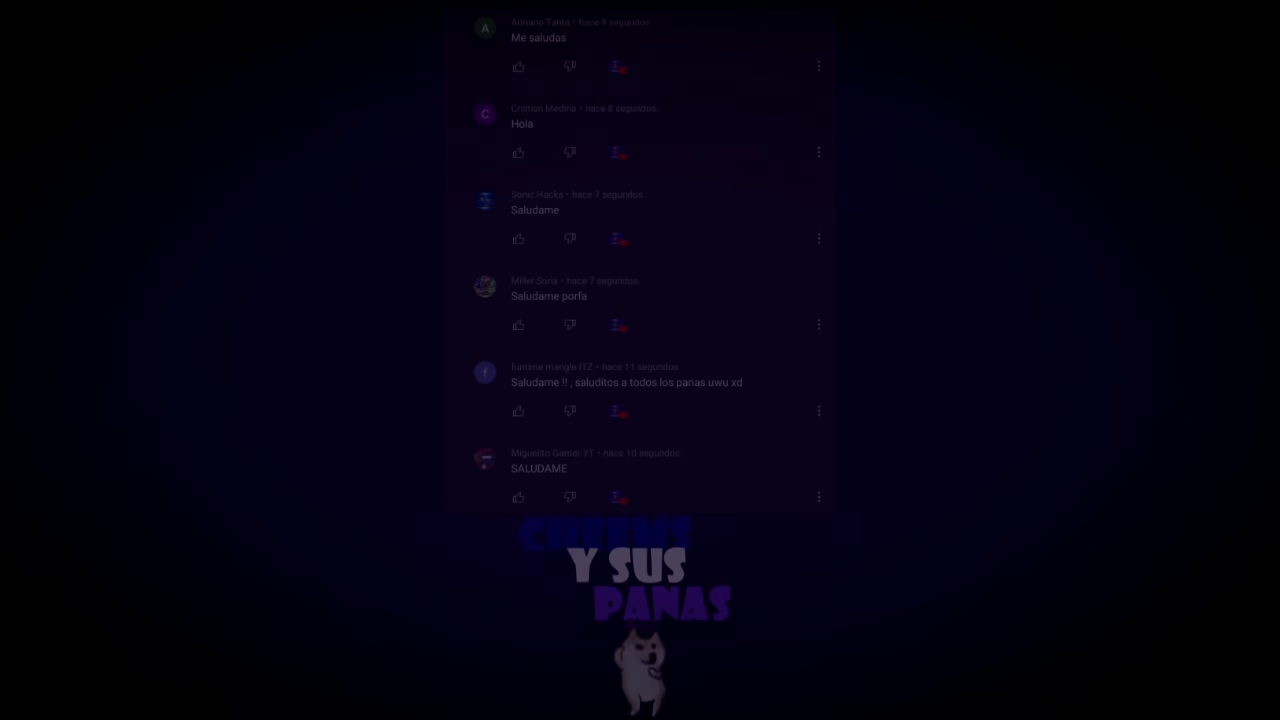 A
Adriano Tanta • hace 9 segundos
Me saludas
C
Cristian Medina • hace 8 segundos
Hola
Sonic Hacks • hace 7 segundos
Saludame
Miller Soria • hace 7 segundos
Saludame porfa
f
funtime mangle ITZ • hace 11 segundos
Saludame !! , saluditos a todos los panas uwu xd
Miguelito Gamer YT • hace 10 segundos
SALUDAME
CHEEMS
Y SUS
PANAS